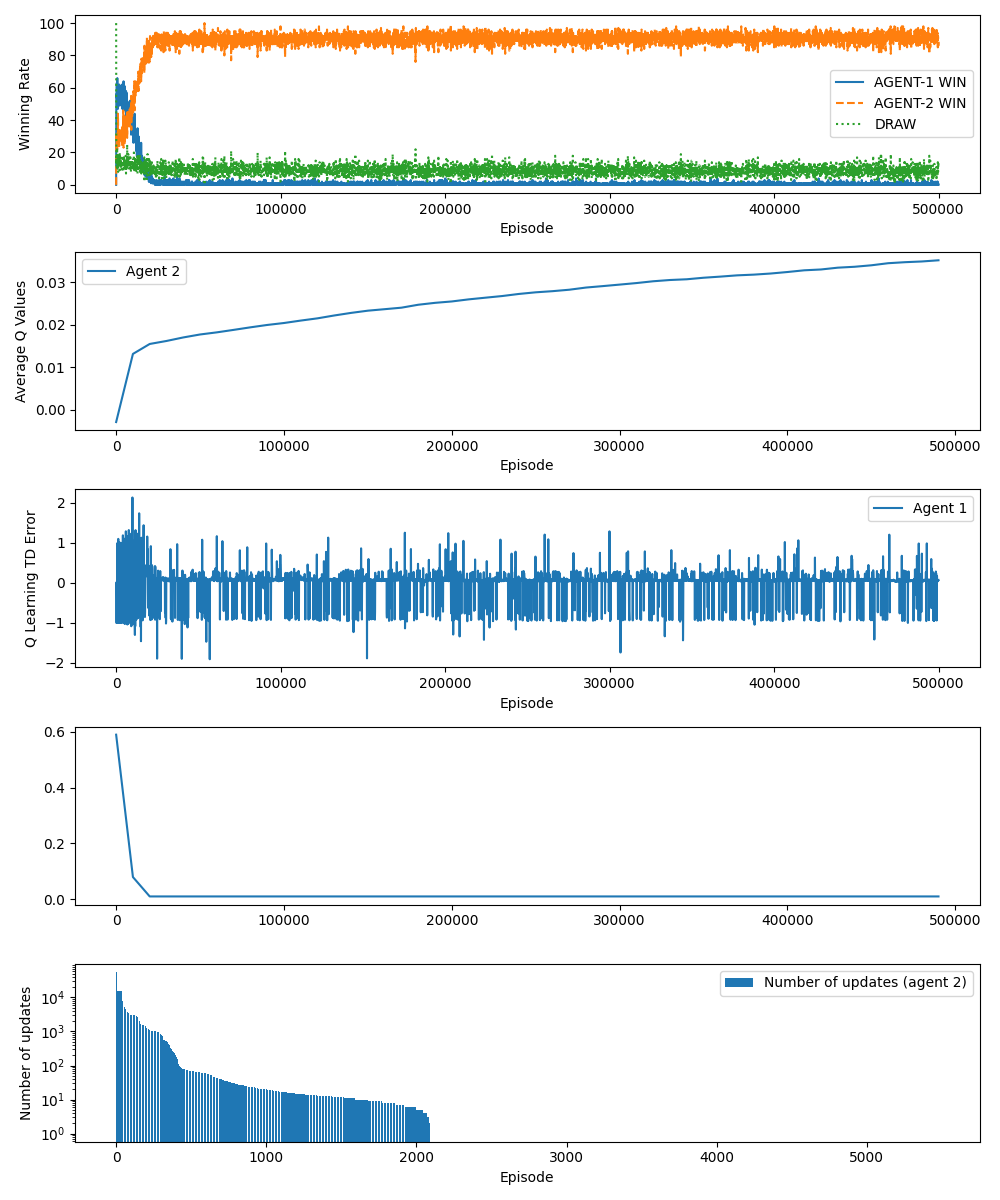 100
80
60
40
20
0
Winning Rate
AGENT-1 WIN
AGENT-2 WIN
DRAW
0 100000 200000 300000 400000 500000
Episode
Agent 2
0.03
0.02
0.01
0.00
Average Q Values
0 100000 200000 300000 400000 500000
Episode
Agent 1
2
1
0
−1
−2
Q Learning TD Error
0 100000 200000 300000 400000 500000
Episode
0.6
0.4
0.2
0.0
0 100000 200000 300000 400000 500000
Number of updates (agent 2)
10⁴
10³
10²
10¹
10⁰
Number of updates
0 1000 2000 3000 4000 5000
Episode